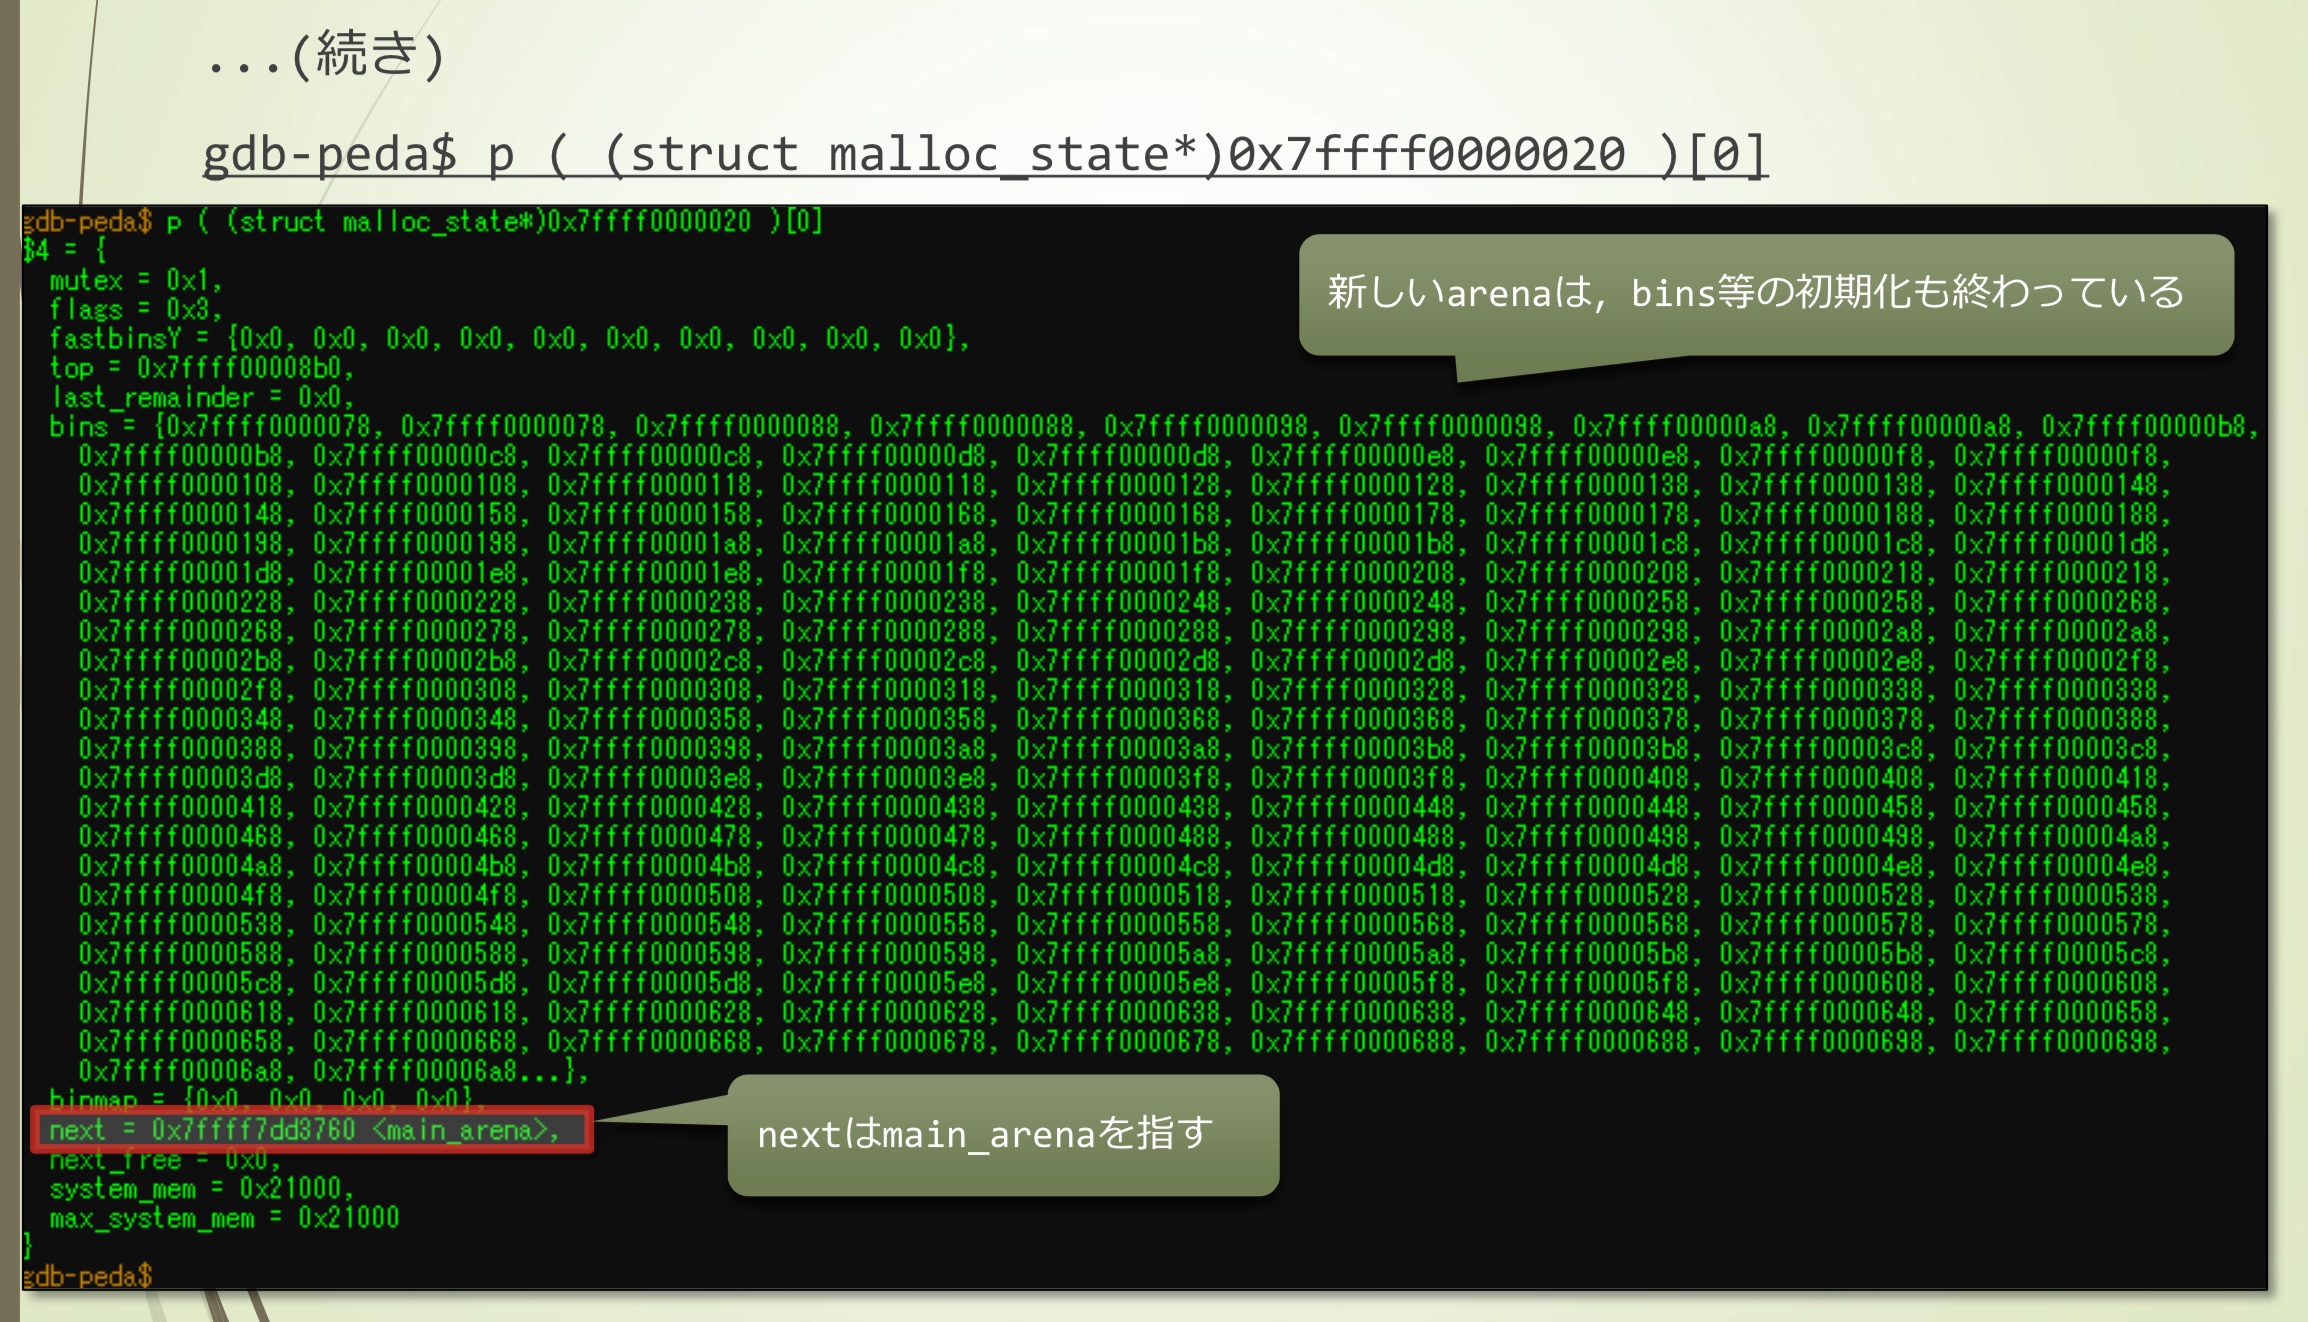 ...(続き)
gdb-peda$ p ( (struct malloc_state*)0x7ffff0000020 )[0]
gdb-peda$ p ( (struct malloc_state*)0x7ffff0000020 )[0]
$4 = {
mutex = 0x1,
flags = 0x3,
fastbinsY = {0x0, 0x0, 0x0, 0x0, 0x0, 0x0, 0x0, 0x0, 0x0, 0x0},
top = 0x7ffff00008b0,
last_remainder = 0x0,
bins = {0x7ffff0000078, 0x7ffff0000078, 0x7ffff0000088, 0x7ffff0000088, 0x7ffff0000098, 0x7ffff0000098, 0x7ffff00000a8, 0x7ffff00000a8, 0x7ffff00000b8,
0x7ffff00000b8, 0x7ffff00000c8, 0x7ffff00000c8, 0x7ffff00000d8, 0x7ffff00000d8, 0x7ffff00000e8, 0x7ffff00000e8, 0x7ffff00000f8, 0x7ffff00000f8,
0x7ffff0000108, 0x7ffff0000108, 0x7ffff0000118, 0x7ffff0000118, 0x7ffff0000128, 0x7ffff0000128, 0x7ffff0000138, 0x7ffff0000138, 0x7ffff0000148,
0x7ffff0000148, 0x7ffff0000158, 0x7ffff0000158, 0x7ffff0000168, 0x7ffff0000168, 0x7ffff0000178, 0x7ffff0000178, 0x7ffff0000188, 0x7ffff0000188,
0x7ffff0000198, 0x7ffff0000198, 0x7ffff00001a8, 0x7ffff00001a8, 0x7ffff00001b8, 0x7ffff00001b8, 0x7ffff00001c8, 0x7ffff00001c8, 0x7ffff00001d8,
0x7ffff00001d8, 0x7ffff00001e8, 0x7ffff00001e8, 0x7ffff00001f8, 0x7ffff00001f8, 0x7ffff0000208, 0x7ffff0000208, 0x7ffff0000218, 0x7ffff0000218,
0x7ffff0000228, 0x7ffff0000228, 0x7ffff0000238, 0x7ffff0000238, 0x7ffff0000248, 0x7ffff0000248, 0x7ffff0000258, 0x7ffff0000258, 0x7ffff0000268,
0x7ffff0000268, 0x7ffff0000278, 0x7ffff0000278, 0x7ffff0000288, 0x7ffff0000288, 0x7ffff0000298, 0x7ffff0000298, 0x7ffff00002a8, 0x7ffff00002a8,
0x7ffff00002b8, 0x7ffff00002b8, 0x7ffff00002c8, 0x7ffff00002c8, 0x7ffff00002d8, 0x7ffff00002d8, 0x7ffff00002e8, 0x7ffff00002e8, 0x7ffff00002f8,
0x7ffff00002f8, 0x7ffff0000308, 0x7ffff0000308, 0x7ffff0000318, 0x7ffff0000318, 0x7ffff0000328, 0x7ffff0000328, 0x7ffff0000338, 0x7ffff0000338,
0x7ffff0000348, 0x7ffff0000348, 0x7ffff0000358, 0x7ffff0000358, 0x7ffff0000368, 0x7ffff0000368, 0x7ffff0000378, 0x7ffff0000378, 0x7ffff0000388,
0x7ffff0000388, 0x7ffff0000398, 0x7ffff0000398, 0x7ffff00003a8, 0x7ffff00003a8, 0x7ffff00003b8, 0x7ffff00003b8, 0x7ffff00003c8, 0x7ffff00003c8,
0x7ffff00003d8, 0x7ffff00003d8, 0x7ffff00003e8, 0x7ffff00003e8, 0x7ffff00003f8, 0x7ffff00003f8, 0x7ffff0000408, 0x7ffff0000408, 0x7ffff0000418,
0x7ffff0000418, 0x7ffff0000428, 0x7ffff0000428, 0x7ffff0000438, 0x7ffff0000438, 0x7ffff0000448, 0x7ffff0000448, 0x7ffff0000458, 0x7ffff0000458,
0x7ffff0000468, 0x7ffff0000468, 0x7ffff0000478, 0x7ffff0000478, 0x7ffff0000488, 0x7ffff0000488, 0x7ffff0000498, 0x7ffff0000498, 0x7ffff00004a8,
0x7ffff00004a8, 0x7ffff00004b8, 0x7ffff00004b8, 0x7ffff00004c8, 0x7ffff00004c8, 0x7ffff00004d8, 0x7ffff00004d8, 0x7ffff00004e8, 0x7ffff00004e8,
0x7ffff00004f8, 0x7ffff00004f8, 0x7ffff0000508, 0x7ffff0000508, 0x7ffff0000518, 0x7ffff0000518, 0x7ffff0000528, 0x7ffff0000528, 0x7ffff0000538,
0x7ffff0000538, 0x7ffff0000548, 0x7ffff0000548, 0x7ffff0000558, 0x7ffff0000558, 0x7ffff0000568, 0x7ffff0000568, 0x7ffff0000578, 0x7ffff0000578,
0x7ffff0000588, 0x7ffff0000588, 0x7ffff0000598, 0x7ffff0000598, 0x7ffff00005a8, 0x7ffff00005a8, 0x7ffff00005b8, 0x7ffff00005b8, 0x7ffff00005c8,
0x7ffff00005c8, 0x7ffff00005d8, 0x7ffff00005d8, 0x7ffff00005e8, 0x7ffff00005e8, 0x7ffff00005f8, 0x7ffff00005f8, 0x7ffff0000608, 0x7ffff0000608,
0x7ffff0000618, 0x7ffff0000618, 0x7ffff0000628, 0x7ffff0000628, 0x7ffff0000638, 0x7ffff0000638, 0x7ffff0000648, 0x7ffff0000648, 0x7ffff0000658,
0x7ffff0000658, 0x7ffff0000668, 0x7ffff0000668, 0x7ffff0000678, 0x7ffff0000678, 0x7ffff0000688, 0x7ffff0000688, 0x7ffff0000698, 0x7ffff0000698,
0x7ffff00006a8, 0x7ffff00006a8...},
binmap = {0x0, 0x0, 0x0, 0x0},
next = 0x7ffff7dd3760 <main_arena>,
next_free = 0x0,
system_mem = 0x21000,
max_system_mem = 0x21000
}
gdb-peda$
新しいarenaは, bins等の初期化も終わっている
nextはmain_arenaを指す